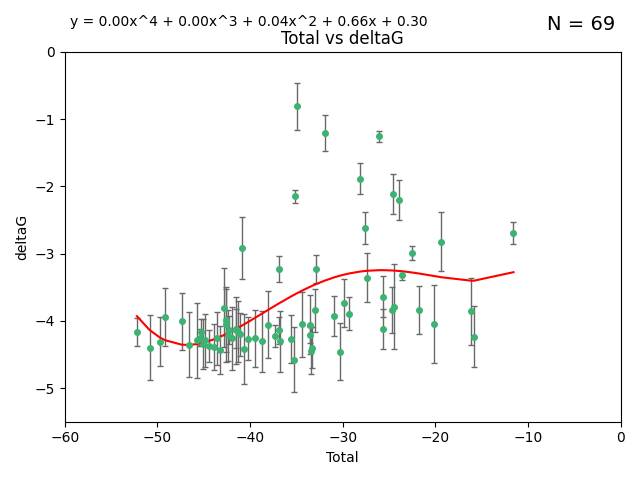 y = 0.00x^4 + 0.00x^3 + 0.04x^2 + 0.66x + 0.30
N = 69
Total vs deltaG
0
−1
−2
−3
−4
−5
deltaG
−60 −50 −40 −30 −20 −10 0
Total